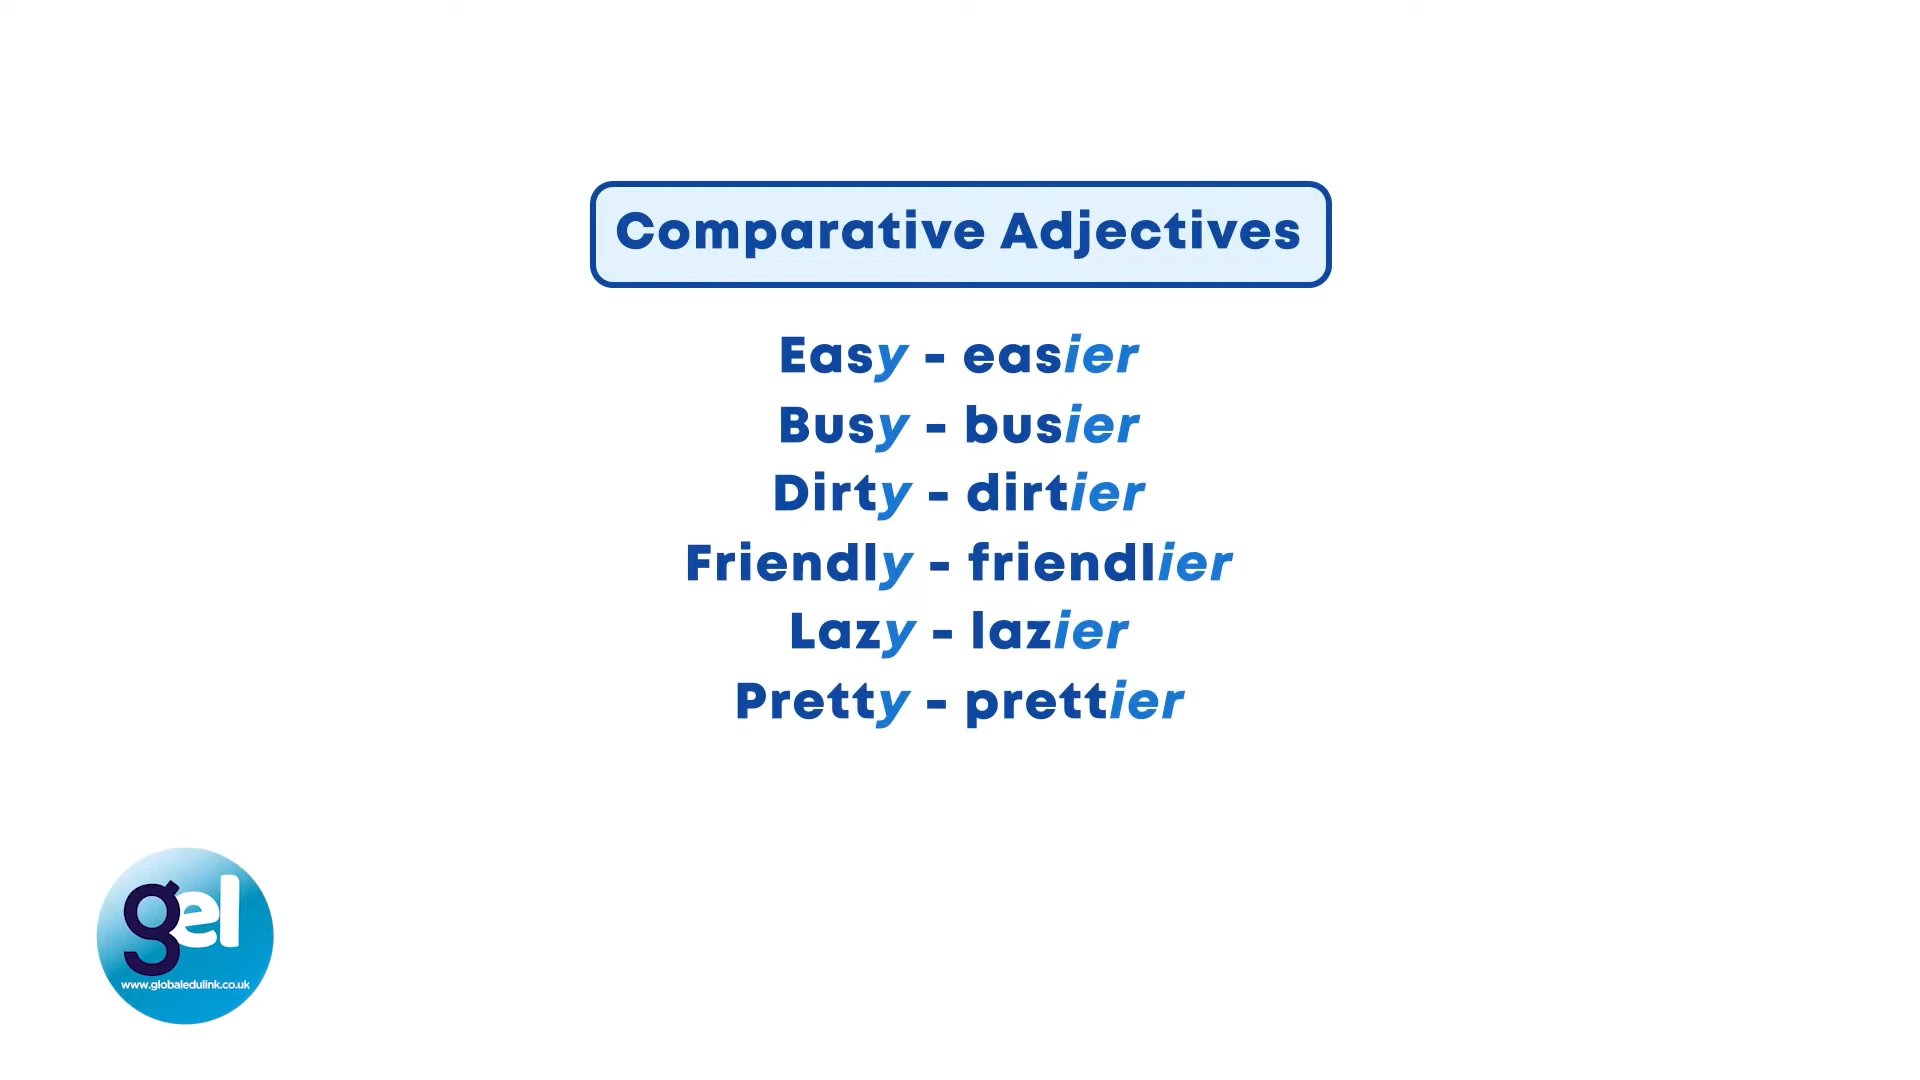 Comparative Adjectives
Easy - easier
Busy - busier
Dirty - dirtier
Friendly - friendlier
Lazy - lazier
Pretty - prettier
gel
www.globaledulink.co.uk